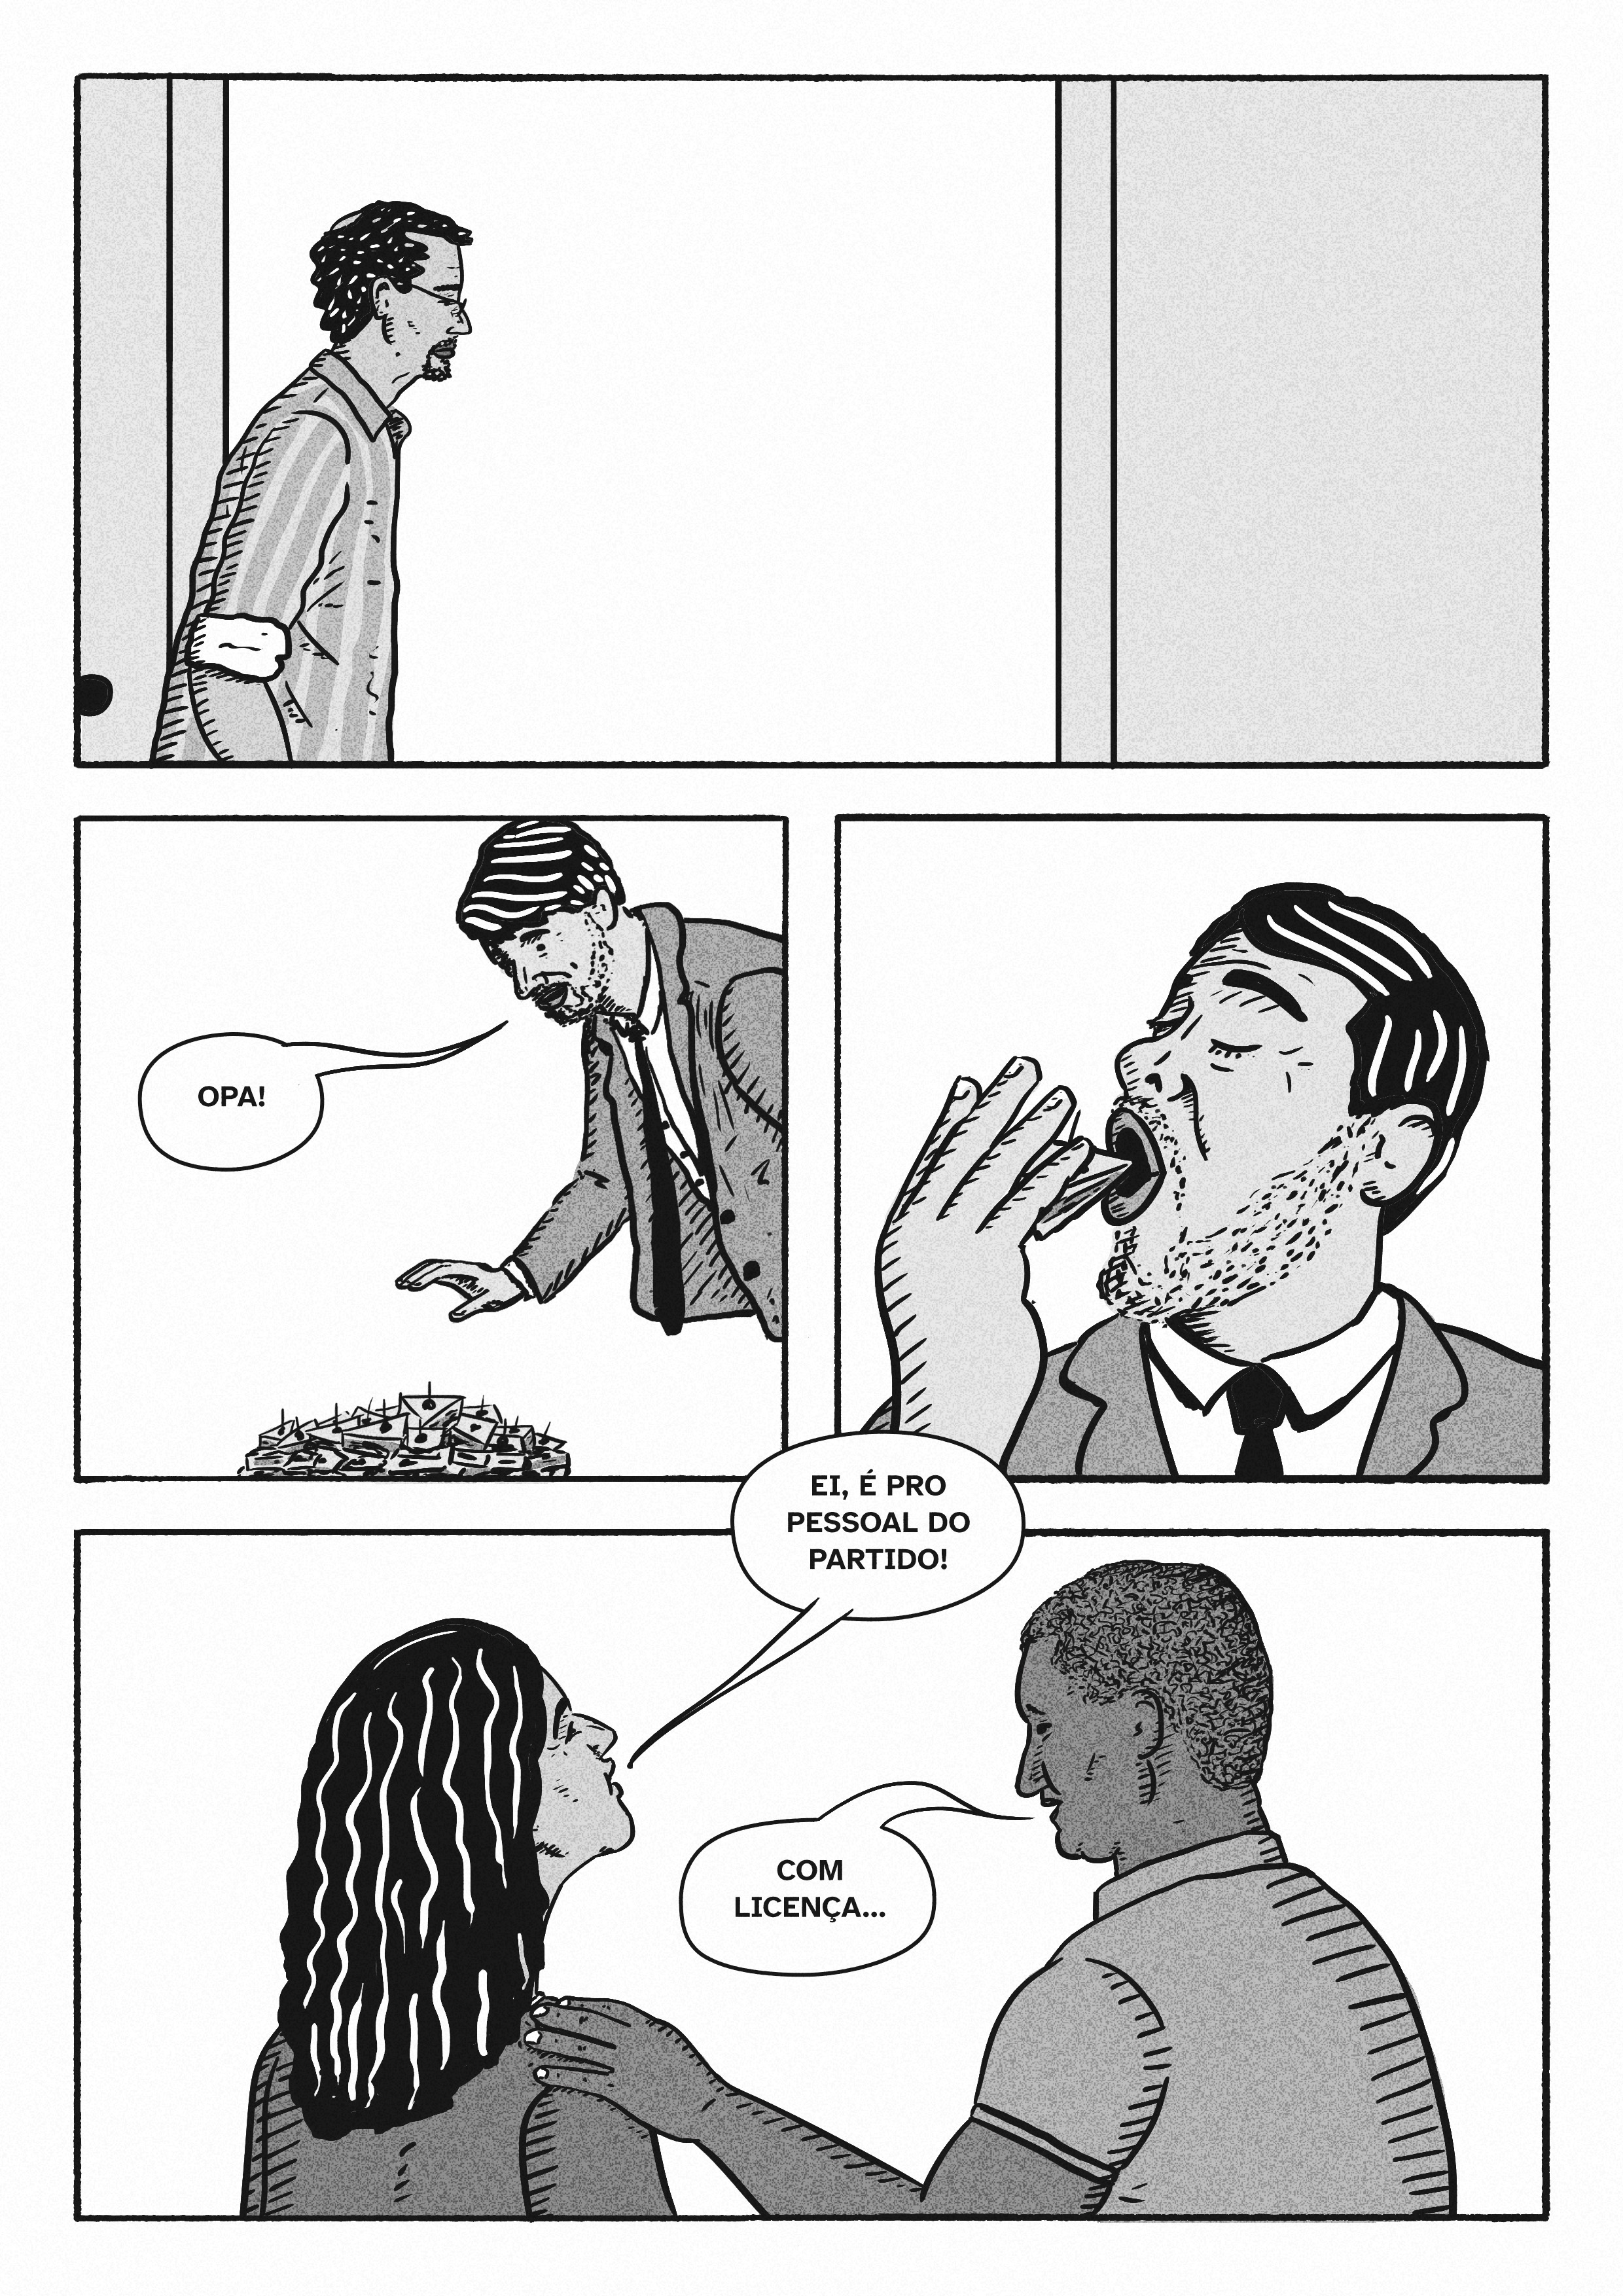 OPA!
EI, É PRO
PESSOAL DO
PARTIDO!
COM
LICENÇA...